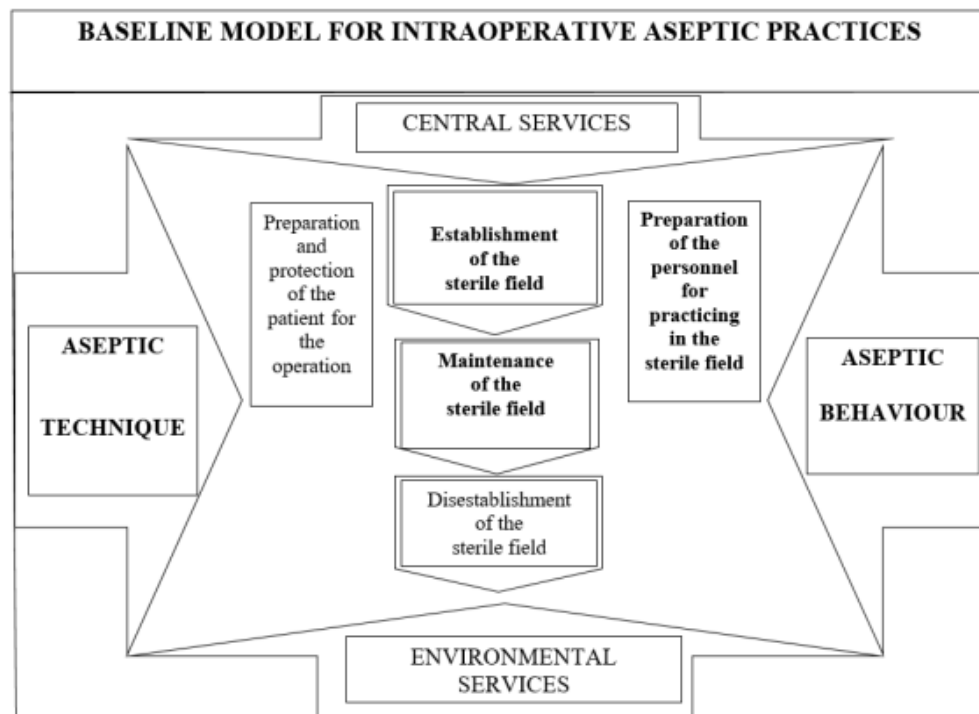 BASELINE MODEL FOR INTRAOPERATIVE ASEPTIC PRACTICES
CENTRAL SERVICES
Preparation
and
protection
of the
patient for
the
operation
Establishment
of the
sterile field
Preparation
of the
personnel
for
practicing
in the
sterile field
ASEPTIC
TECHNIQUE
Maintenance
of the
sterile field
ASEPTIC
BEHAVIOUR
Disestablishment
of the
sterile field
ENVIRONMENTAL
SERVICES